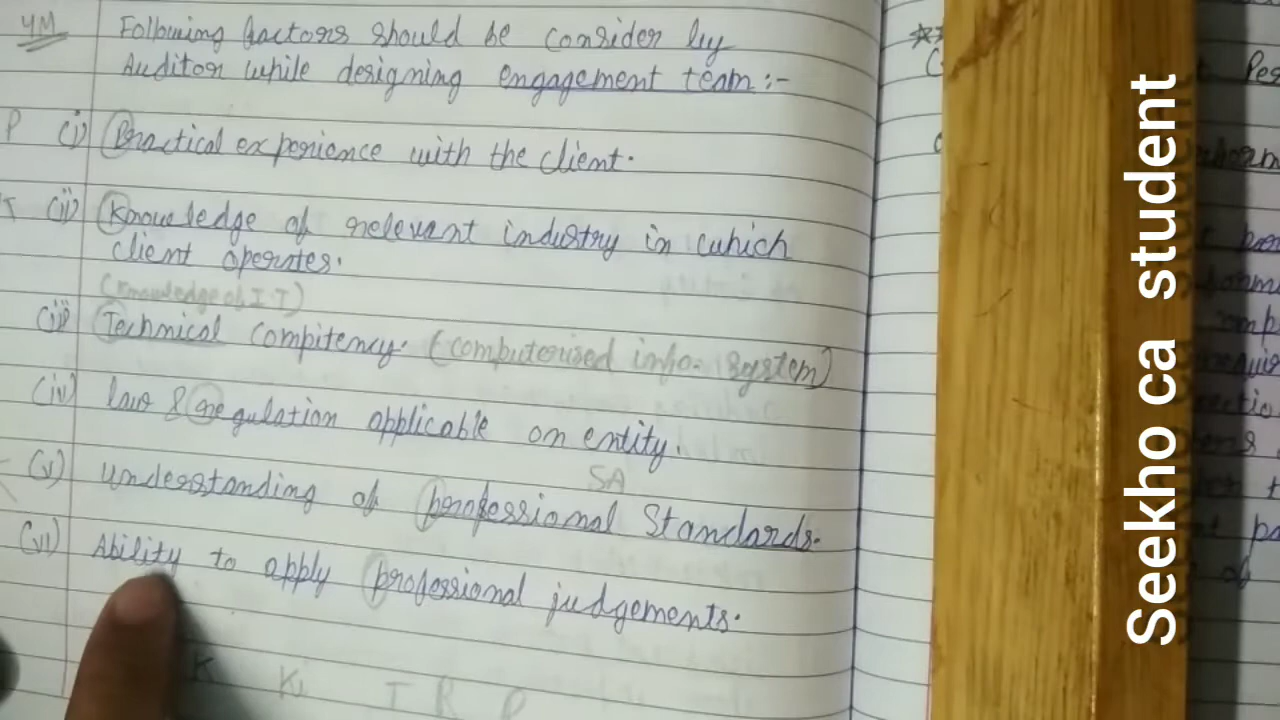 4M
Following factors should be consider by
Auditor while designing engagement team:-
P (i) Practical experience with the client.
(ii) Knowledge of relevant industry in which
client operates.
(Knowledge of I.T)
(iii) Technical compitency. (computerised info. system)
(iv) law & regulation applicable on entity.
SA
(v) Understanding of professional Standards.
(vi) Ability to apply professional judgements.
K K T R P
Seekho ca student